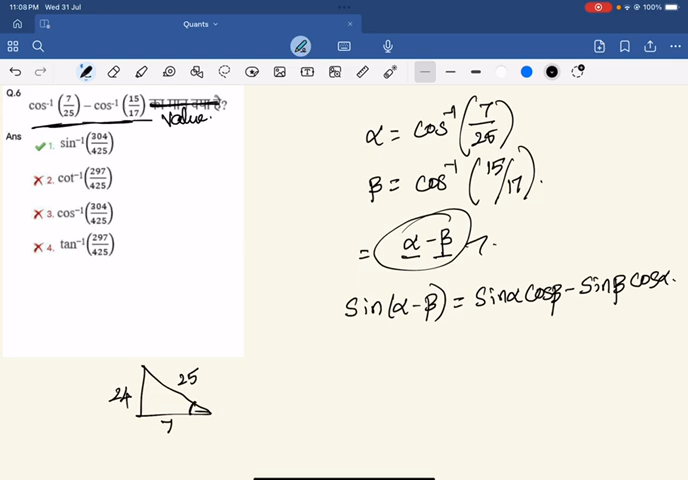 11:08 PM Wed 31 Jul
100%
Quants
Q.6
cos⁻¹ (7/25) – cos⁻¹ (15/17) का मान क्या है?
value.
Ans
1. sin⁻¹ (304/425)
2. cot⁻¹ (297/425)
3. cos⁻¹ (304/425)
4. tan⁻¹ (297/425)
α = cos⁻¹ (7/25)
β = cos⁻¹ (15/17).
= α - β
sin(α - β) = sinα cosβ - sinβ cosα.
24
25
7